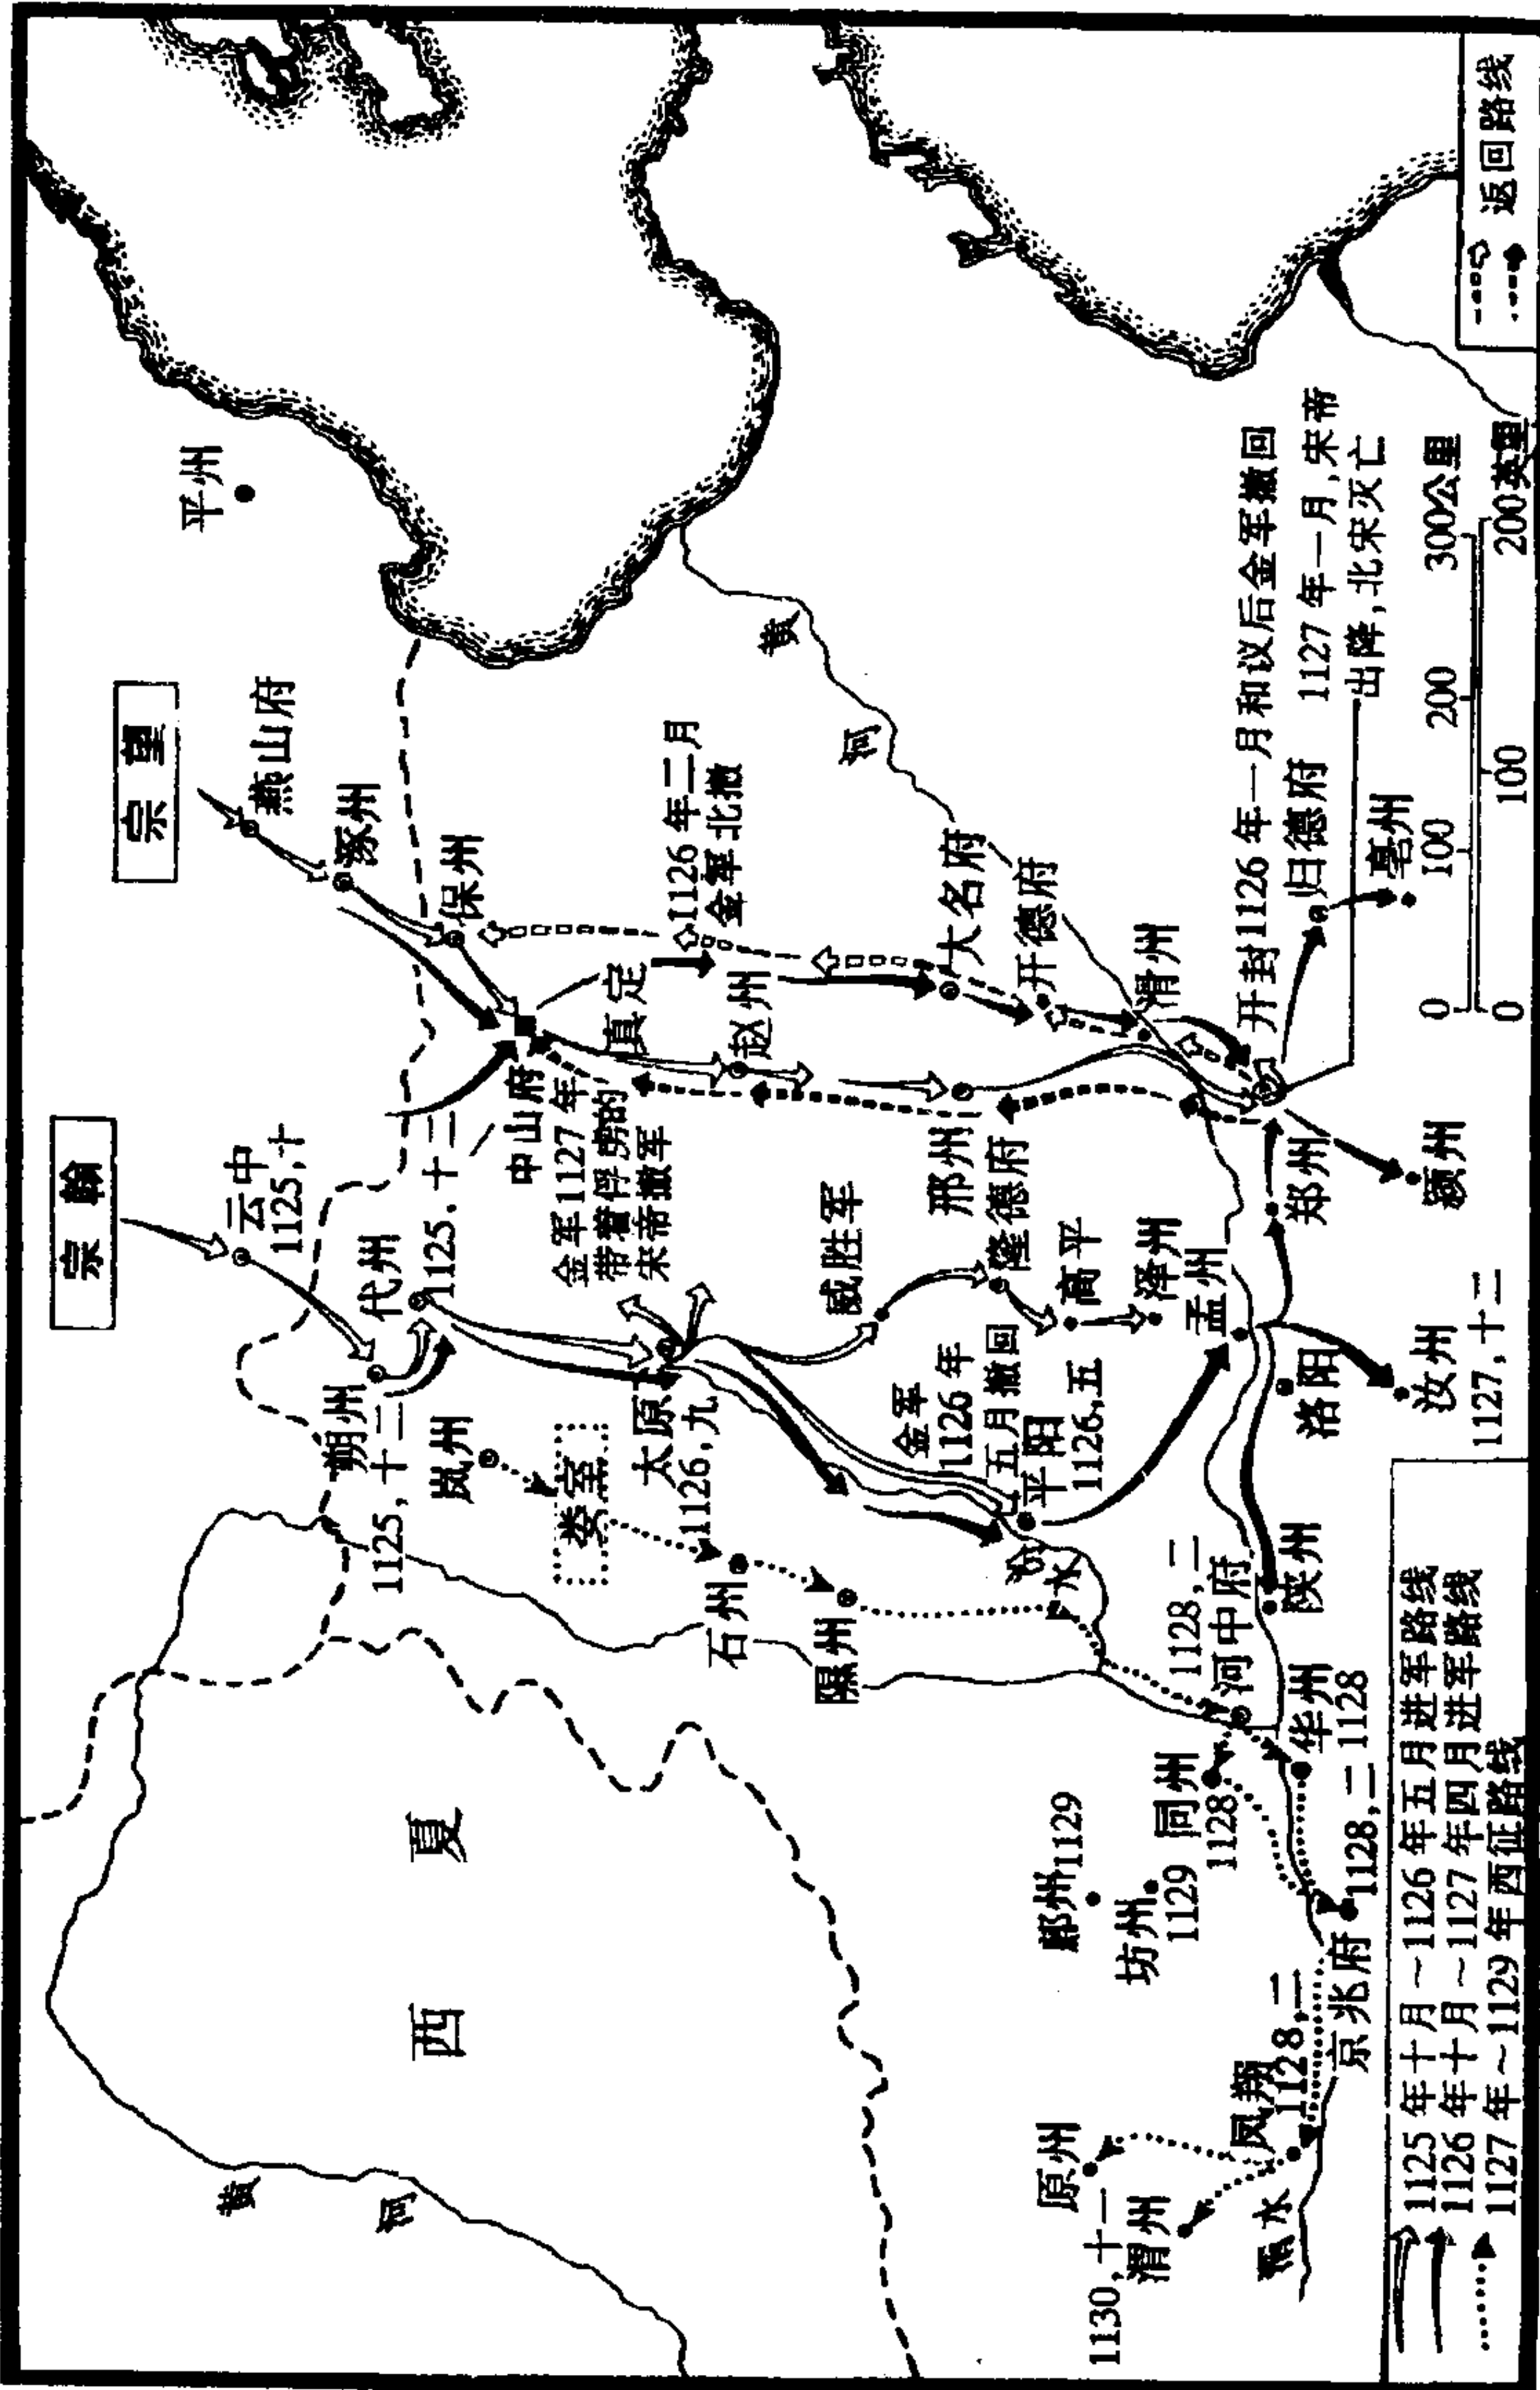 宗望
宗翰
平州
燕山府
涿州
保州
云中
1125,十
朔州
1125,十二
代州
1125,十二
中山府
真定
1126年二月
金军北撤
金军1127年
带着俘虏的
宋帝撤军
岚州
娄室
太原
1126,九
石州
隰州
赵州
邢州
大名府
开德府
滑州
黄
河
威胜军
隆德府
高平
泽州
孟州
金军
1126年
五月撤回
平阳
1126,五
汾
水
西夏
黄
河
1128,二
河中府
同州
1128
华州
1128
鄜州1129
坊州
1129
京兆府
1128,二
凤翔
1128,二
原州
渭州
1130,十一
渭水
陕州
洛阳
郑州
汝州
1127,十二
颍州
开封1126年一月和议后金军撤回
1127年一月,宋帝
出降,北宋灭亡
归德府
亳州
0 100 200 300公里
0 100 200英里
1125年十月~1126年五月进军路线
1126年十月~1127年四月进军路线
1127年~1129年西征路线
返回路线